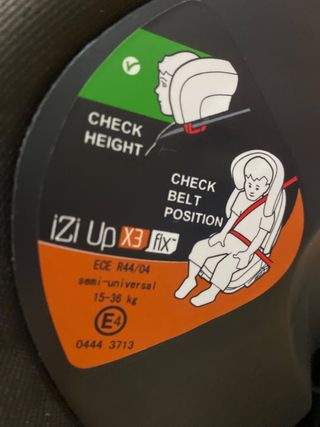 CHECK
HEIGHT
CHECK
BELT
POSITION
iZi Up X3 fix™
ECE R44/04
semi-universal
15-36 kg
E4
0444 3713